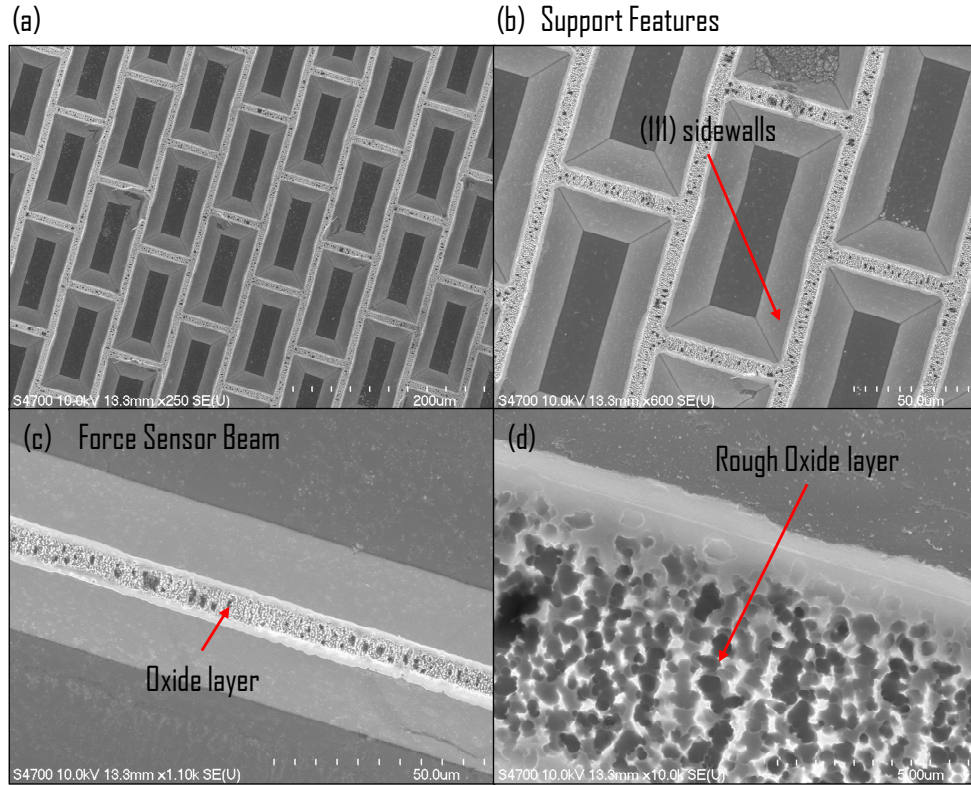 (a)
(b) Support Features
(111) sidewalls
S4700 10.0kV 13.3mm x250 SE(U)
200um
S4700 10.0kV 13.3mm x600 SE(U)
50.0um
(c) Force Sensor Beam
(d)
Rough Oxide layer
Oxide layer
S4700 10.0kV 13.3mm x1.10k SE(U)
50.0um
S4700 10.0kV 13.3mm x10.0k SE(U)
5.00um